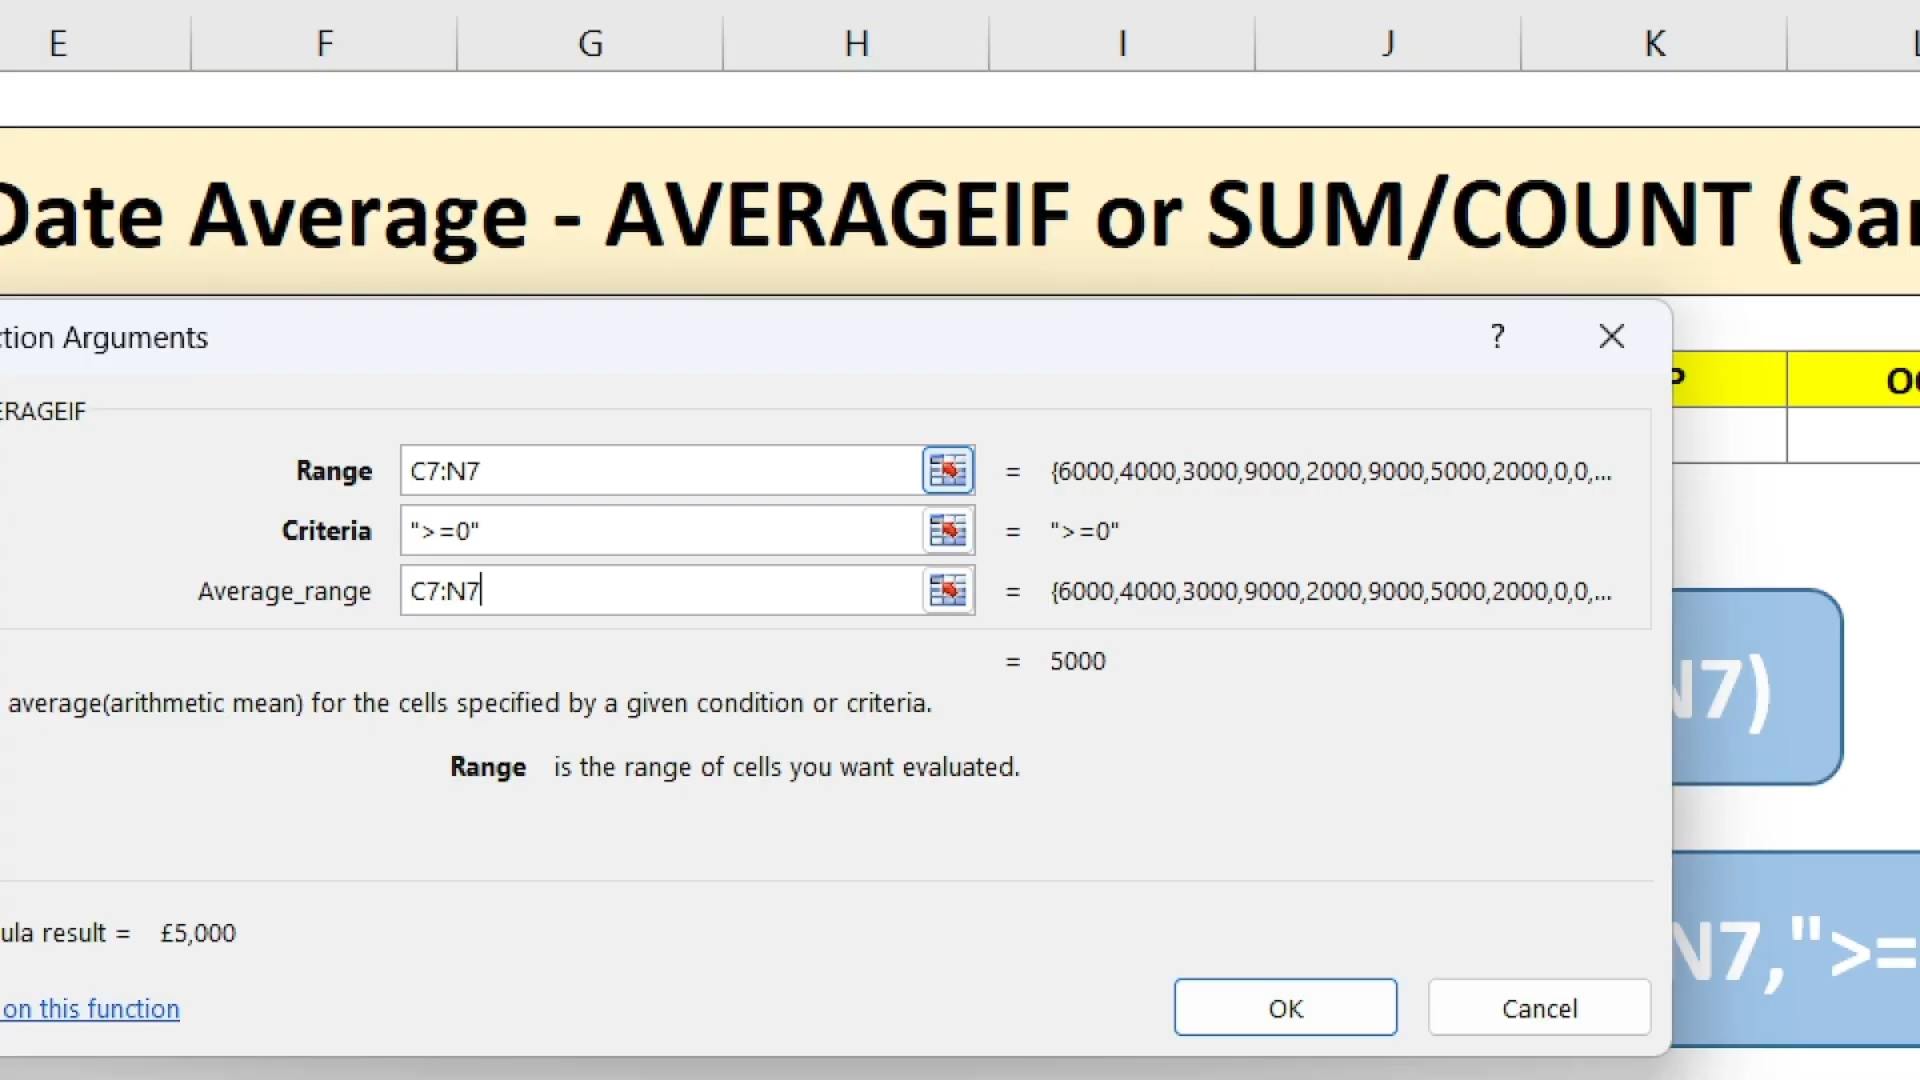 E F G H I J K L
Date Average - AVERAGEIF or SUM/COUNT (Sa
ction Arguments ?
P O
ERAGEIF
Range C7:N7 = {6000,4000,3000,9000,2000,9000,5000,2000,0,0,...
Criteria ">=0" = ">=0"
Average_range C7:N7 = {6000,4000,3000,9000,2000,9000,5000,2000,0,0,...
= 5000
N7)
average(arithmetic mean) for the cells specified by a given condition or criteria.
Range is the range of cells you want evaluated.
ula result = £5,000
N7,">=
on this function
OK Cancel